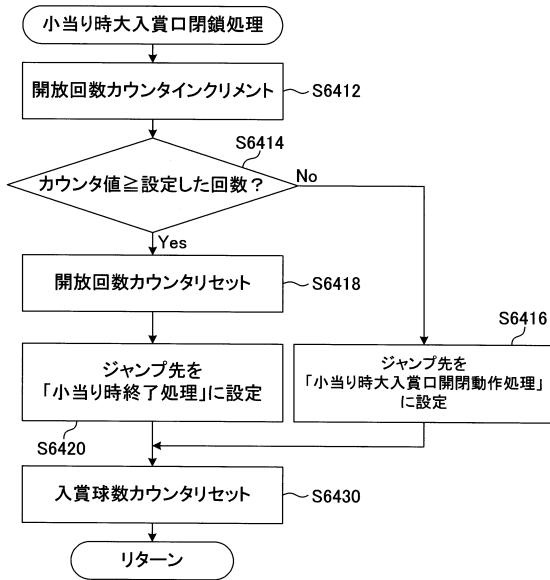 小当り時大入賞口閉鎖処理
開放回数カウンタインクリメント
S6412
S6414
カウンタ値≧設定した回数？
No
Yes
開放回数カウンタリセット
S6418
S6416
ジャンプ先を
「小当り時終了処理」に設定
S6420
ジャンプ先を
「小当り時大入賞口開閉動作処理」
に設定
入賞球数カウンタリセット
S6430
リターン